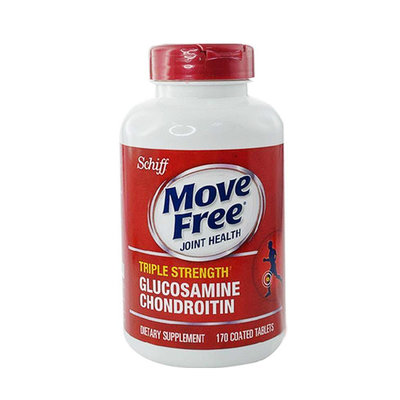 Schiff
Move
Free®
JOINT HEALTH
TRIPLE STRENGTH†
GLUCOSAMINE
CHONDROITIN
DIETARY SUPPLEMENT 170 COATED TABLETS